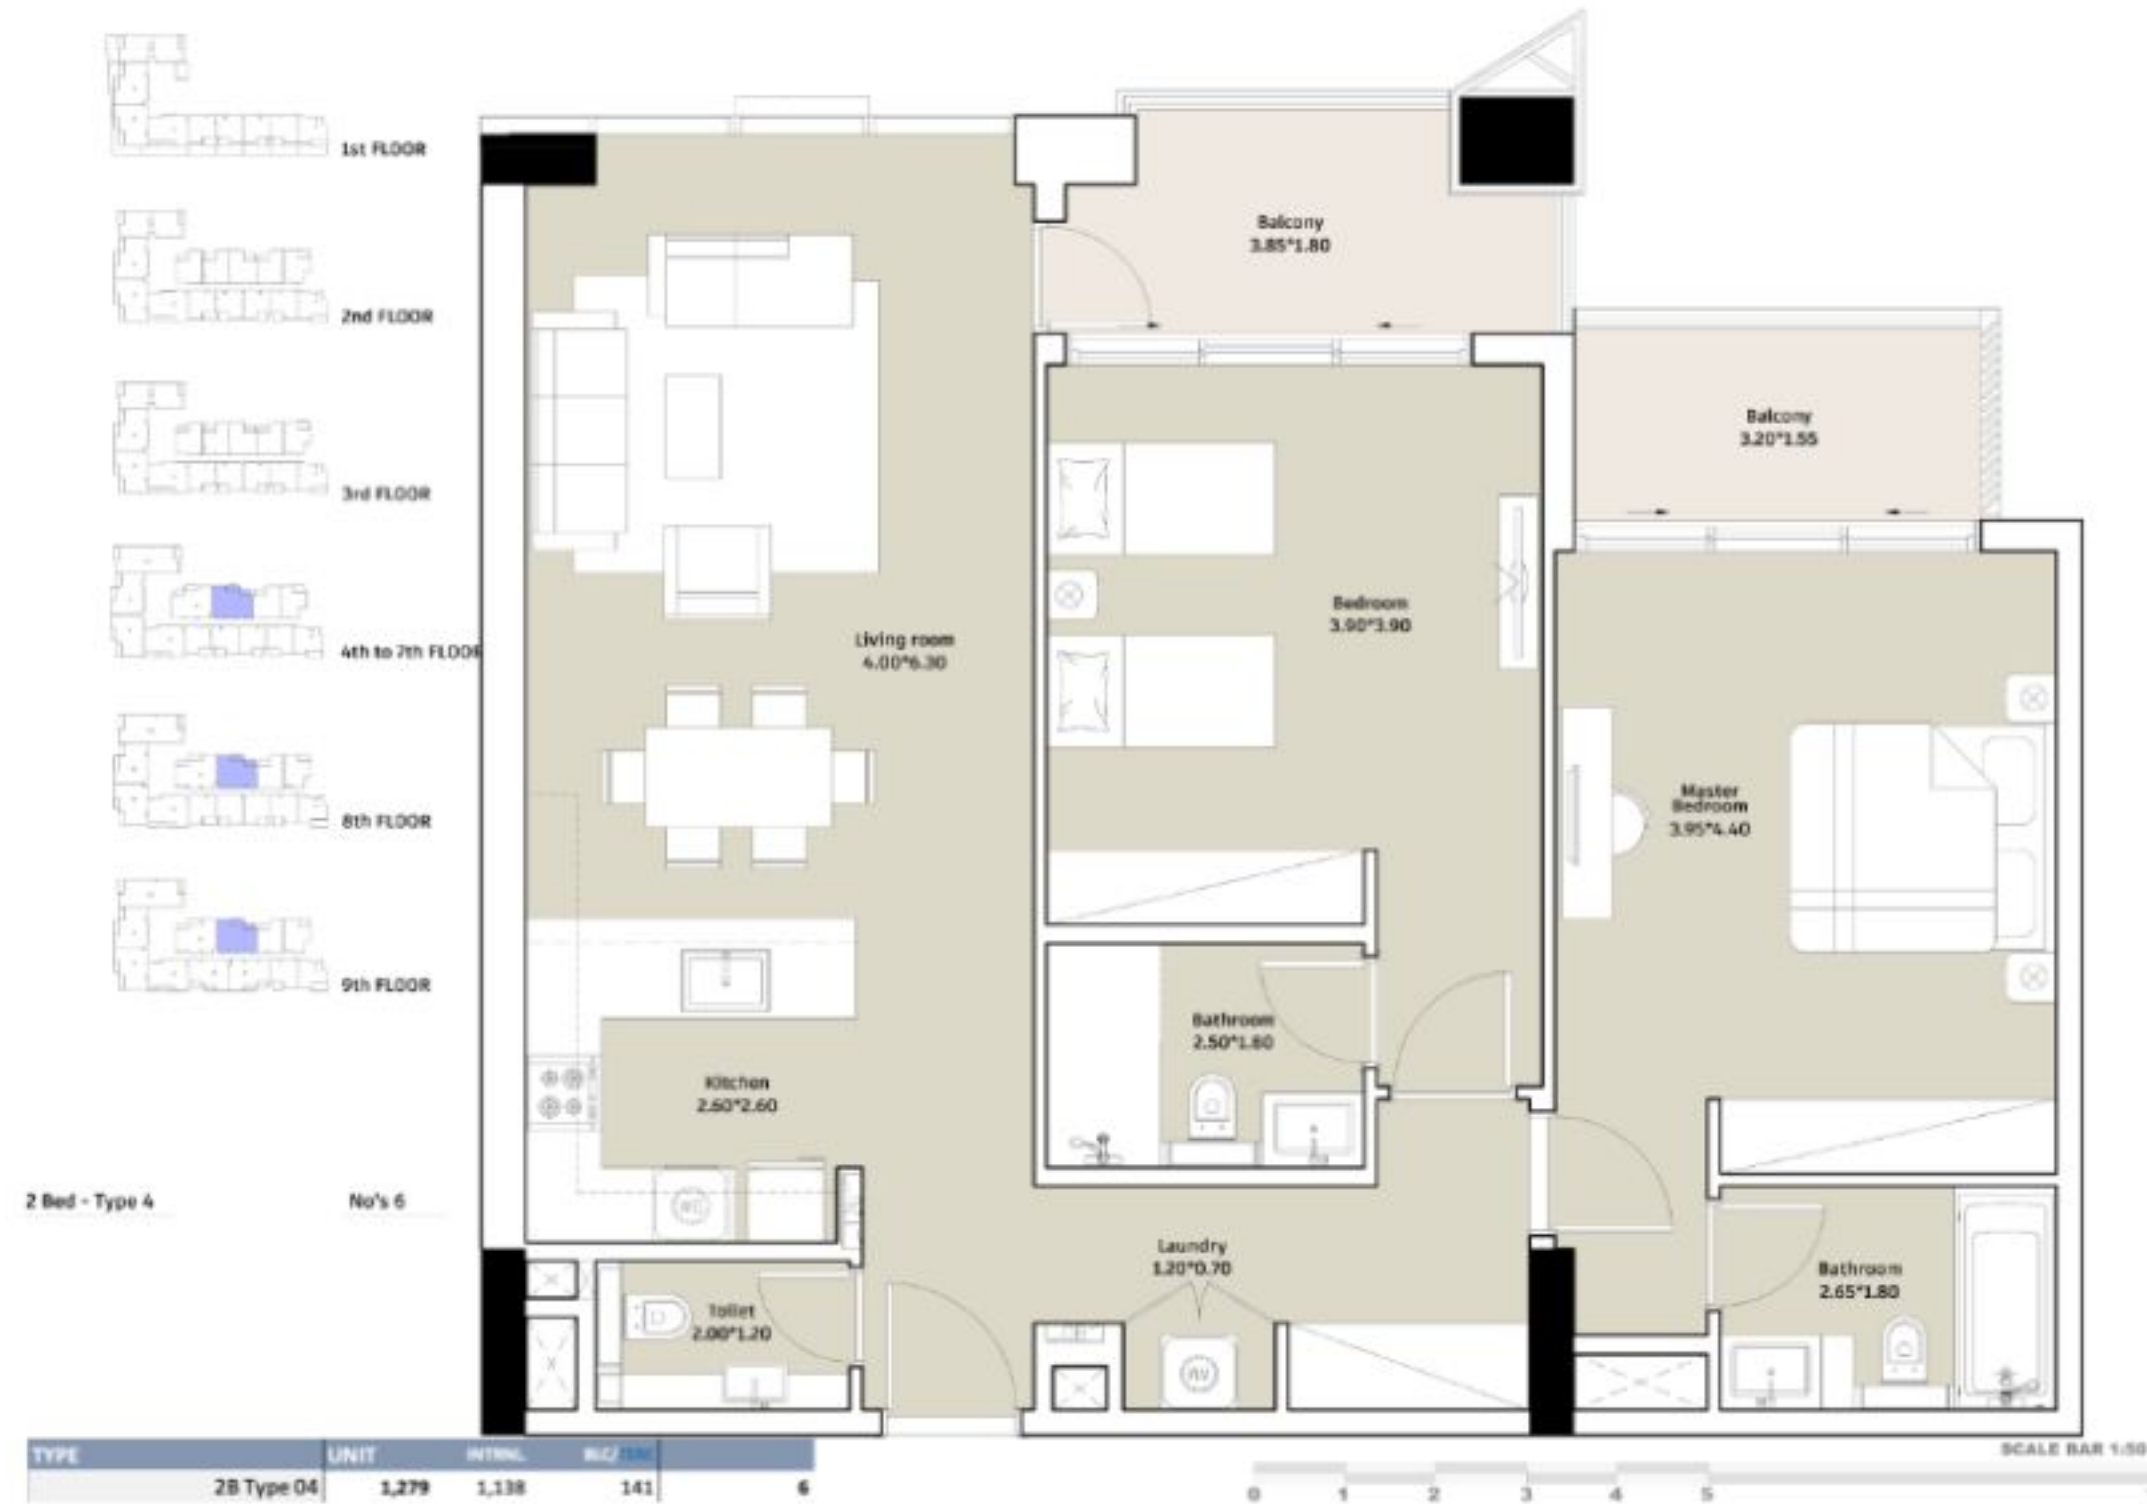 1st FLOOR
2nd FLOOR
3rd FLOOR
4th to 7th FLOOR
8th FLOOR
9th FLOOR
2 Bed - Type 4
No's 6
Balcony
3.85*1.80
Balcony
3.20*1.55
Bedroom
3.90*3.90
Living room
4.00*6.30
Master
Bedroom
3.95*4.40
Bathroom
2.50*1.60
Kitchen
2.60*2.60
Laundry
1.20*0.70
Bathroom
2.65*1.80
Toilet
2.00*1.20
TYPE UNIT INTRNL BLC/
2B Type 04 1,279 1,138 141 6
SCALE BAR 1:50
0 1 2 3 4 5